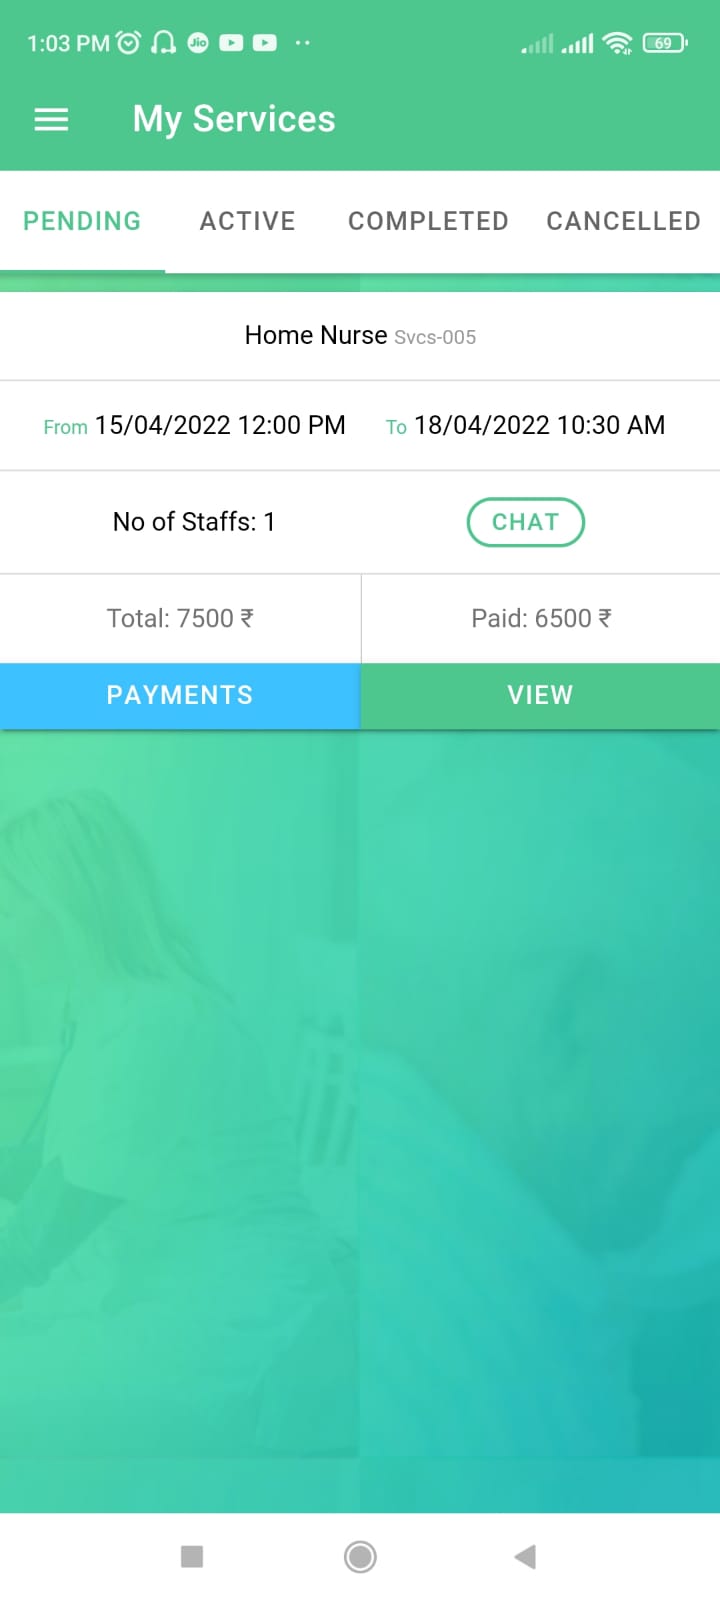 1:03 PM Jio 69
My Services
PENDING ACTIVE COMPLETED CANCELLED
Home Nurse Svcs-005
From 15/04/2022 12:00 PM To 18/04/2022 10:30 AM
No of Staffs: 1 CHAT
Total: 7500 ₹ Paid: 6500 ₹
PAYMENTS VIEW